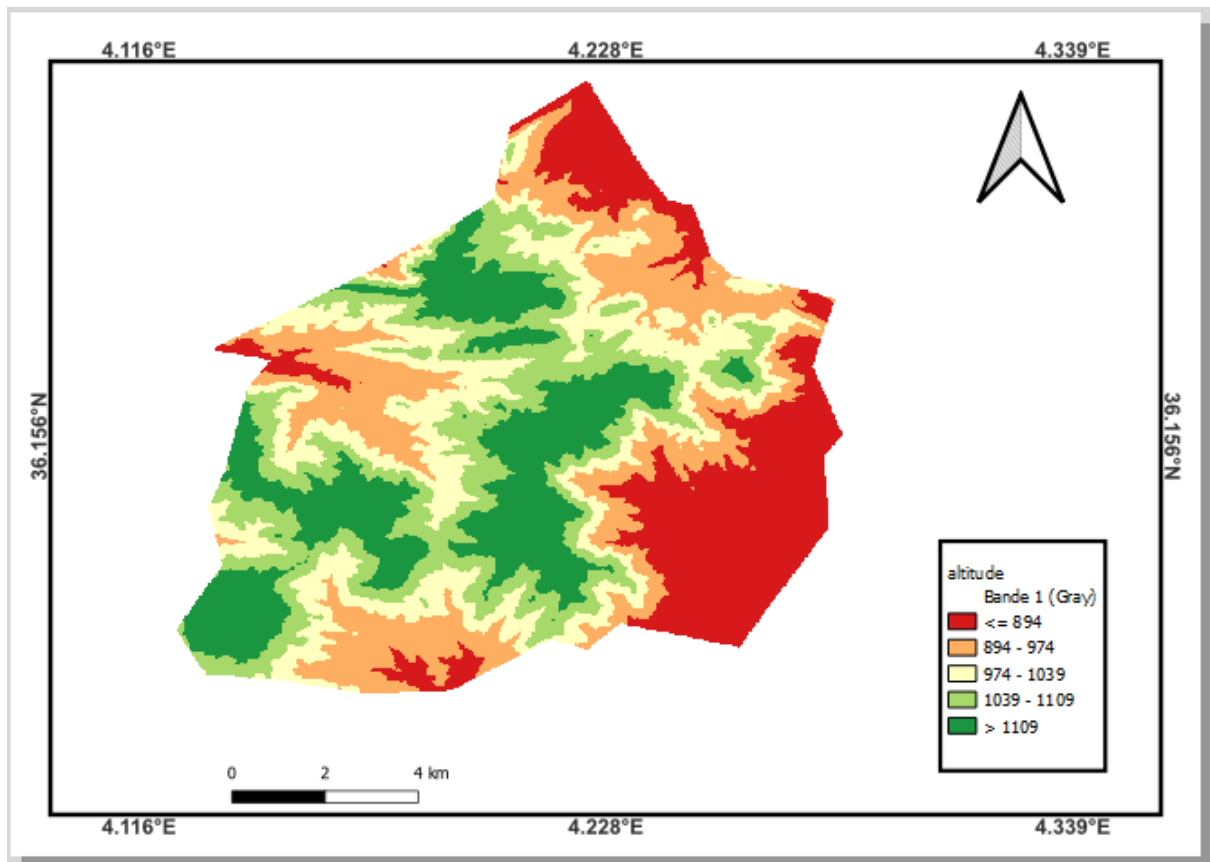 4.116°E 4.228°E 4.339°E
36.156°N 36.156°N
altitude
Bande 1 (Gray)
<= 894
894 - 974
974 - 1039
1039 - 1109
> 1109
0 2 4 km
4.116°E 4.228°E 4.339°E